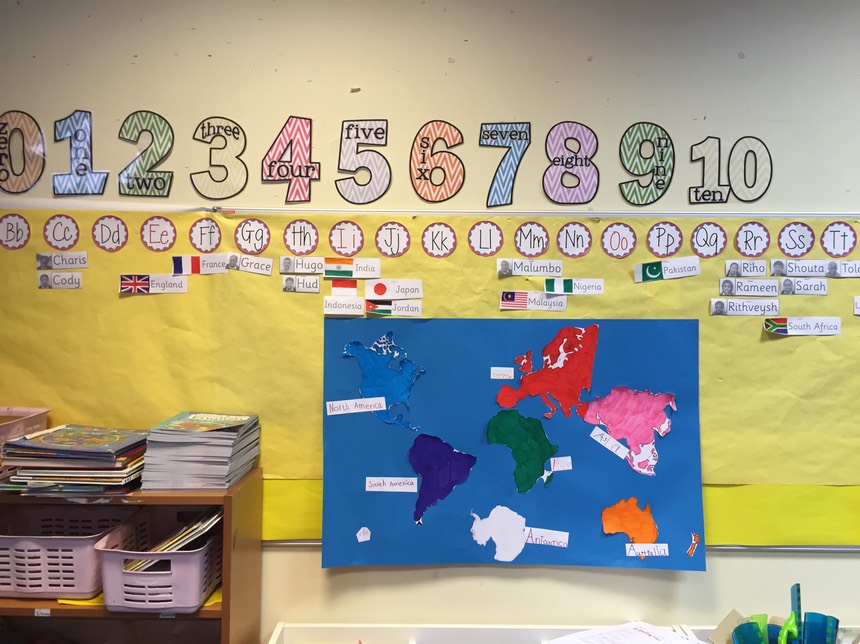 0 1 2 3 4 5 6 7 8 9 10
zero one two three four five six seven eight nine ten
Bb Cc Dd Ee Ff Gg Hh Ii Jj Kk Ll Mm Nn Oo Pp Qq Rr Ss Tt
Charis
Cody
England
France
Grace
Hugo
Hud
India
Indonesia
Japan
Jordan
Malumbo
Malaysia
Nigeria
Pakistan
Riho
Rameen
Rithveysh
Shouta
Sarah
South Africa
North America
South America
Asia
Antarctica
Australia